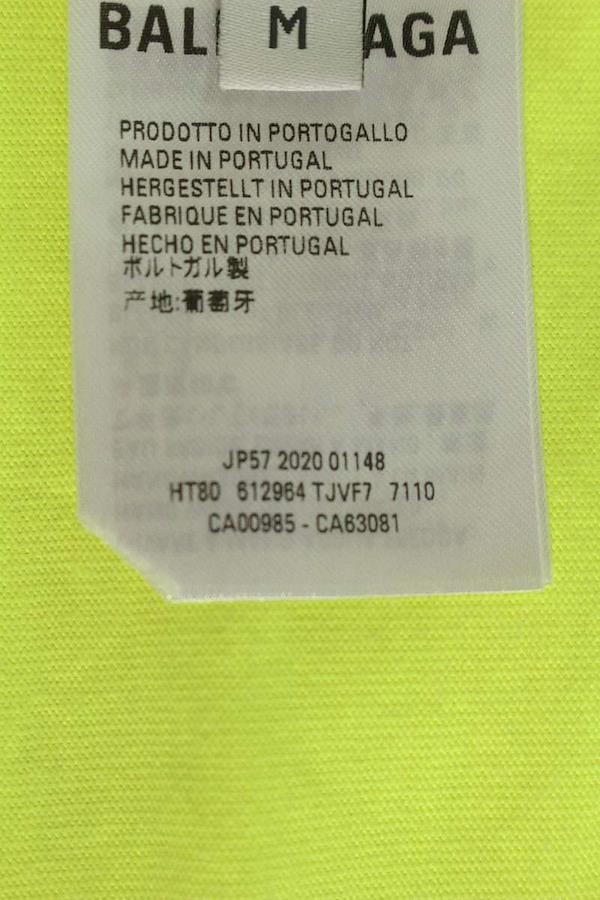 BAL AGA
M
PRODOTTO IN PORTOGALLO
MADE IN PORTUGAL
HERGESTELLT IN PORTUGAL
FABRIQUE EN PORTUGAL
HECHO EN PORTUGAL
ポルトガル製
产地:葡萄牙
JP57 2020 01148
HT80 612964 TJVF7 7110
CA00985 - CA63081